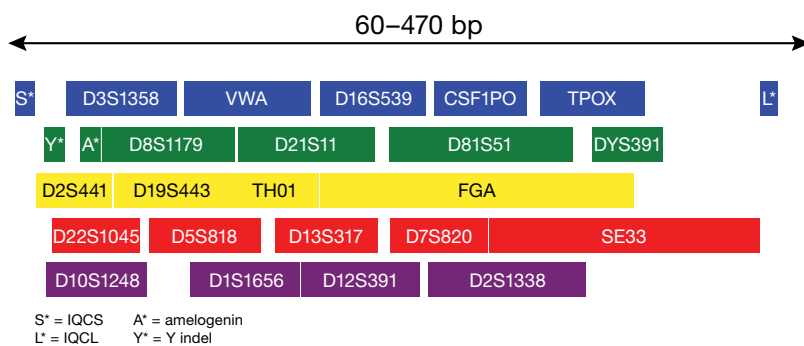 60–470 bp
S* D3S1358 VWA D16S539 CSF1PO TPOX L*
Y* A* D8S1179 D21S11 D81S51 DYS391
D2S441 D19S443 TH01 FGA
D22S1045 D5S818 D13S317 D7S820 SE33
D10S1248 D1S1656 D12S391 D2S1338
S* = IQCS A* = amelogenin
L* = IQCL Y* = Y indel